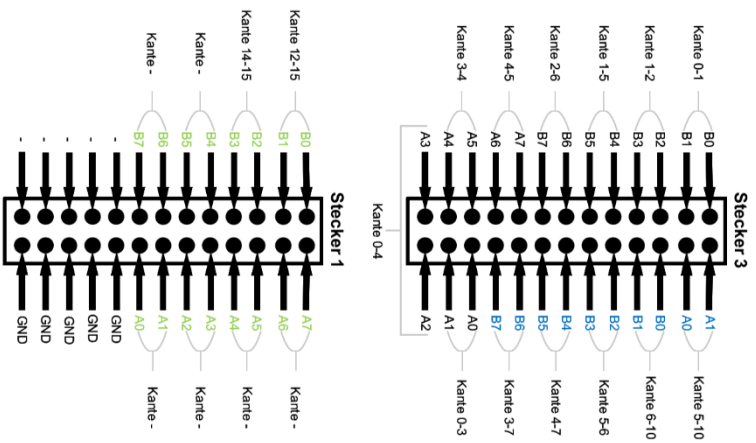 Stecker 3
B0 A1
Kante 0-1 Kante 5-10
B1 A0
B2 B0
Kante 1-2 Kante 6-10
B3 B1
B4 B2
Kante 1-5 Kante 5-6
B5 B3
B6 B4
Kante 2-6 Kante 4-7
B7 B5
A7 B6
Kante 4-5 Kante 3-7
A6 B7
A5 A0
Kante 3-4 Kante 0-3
A4 A1
A3 A2
Kante 0-4
Stecker 1
B0 A7
Kante 12-15 Kante -
B1 A6
B2 A5
Kante 14-15 Kante -
B3 A4
B4 A3
Kante - Kante -
B5 A2
B6 A1
Kante - Kante -
B7 A0
- GND
- GND
- GND
- GND
- GND